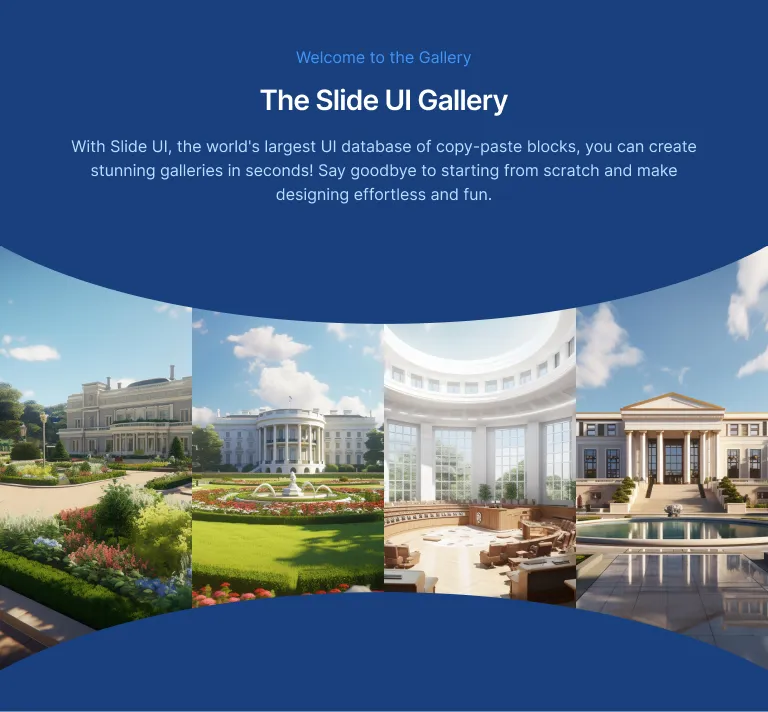 Welcome to the Gallery
The Slide UI Gallery
With Slide UI, the world's largest UI database of copy-paste blocks, you can create
stunning galleries in seconds! Say goodbye to starting from scratch and make
designing effortless and fun.